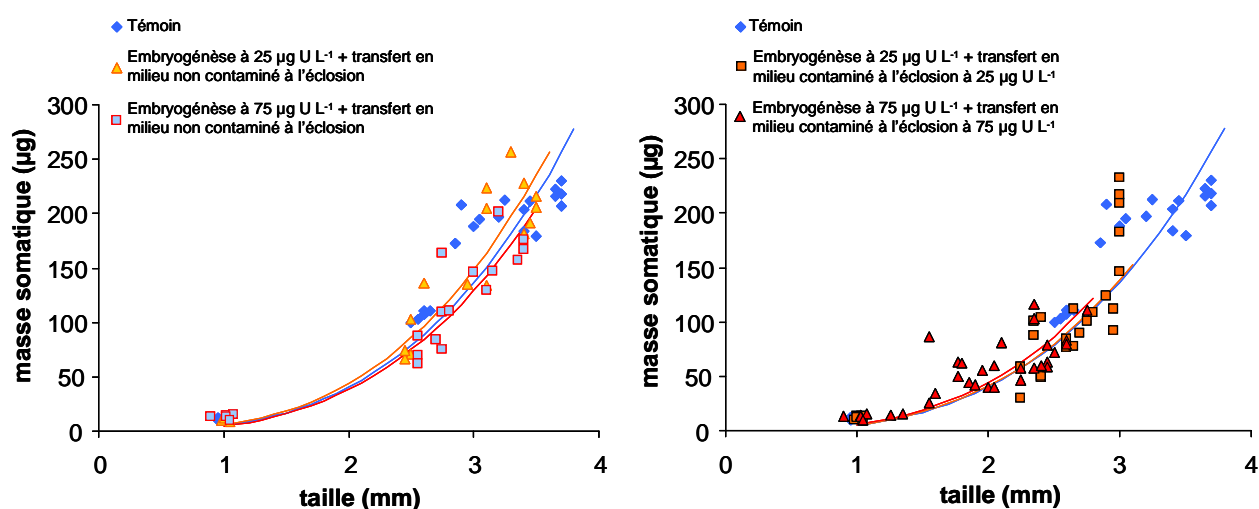 Témoin
Embryogénèse à 25 µg U L-1 + transfert en
milieu non contaminé à l'éclosion
Embryogénèse à 75 µg U L-1 + transfert en
milieu non contaminé à l'éclosion
masse somatique (µg)
300
250
200
150
100
50
0
0
1
2
3
4
taille (mm)
Témoin
Embryogénèse à 25 µg U L-1 + transfert en
milieu contaminé à l'éclosion à 25 µg U L-1
Embryogénèse à 75 µg U L-1 + transfert en
milieu contaminé à l'éclosion à 75 µg U L-1
masse somatique (µg)
300
250
200
150
100
50
0
0
1
2
3
4
taille (mm)